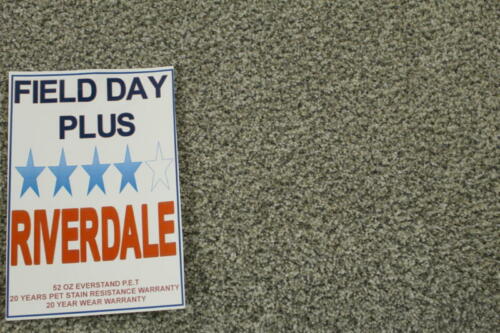 FIELD DAY
PLUS
RIVERDALE
52 OZ EVERSTAND P.E.T
20 YEARS PET STAIN RESISTANCE WARRANTY
20 YEAR WEAR WARRANTY